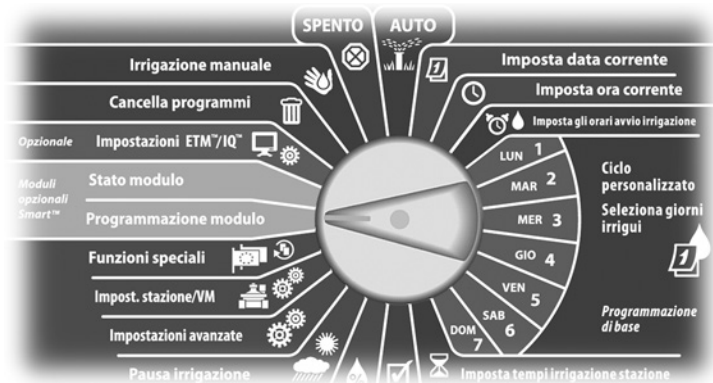 SPENTO
AUTO
Irrigazione manuale
Cancella programmi
Opzionale
Impostazioni ETM™/IQ™
Moduli
opzionali
Smart™
Stato modulo
Programmazione modulo
Funzioni speciali
Impost. stazione/VM
Impostazioni avanzate
Pausa irrigazione
%
Imposta data corrente
1
Imposta ora corrente
Imposta gli orari avvio irrigazione
LUN 1
MAR 2
MER 3
GIO 4
VEN 5
SAB 6
DOM 7
Ciclo
personalizzato
Seleziona giorni
irrigui
1
Programmazione
di base
Imposta tempi irrigazione stazione